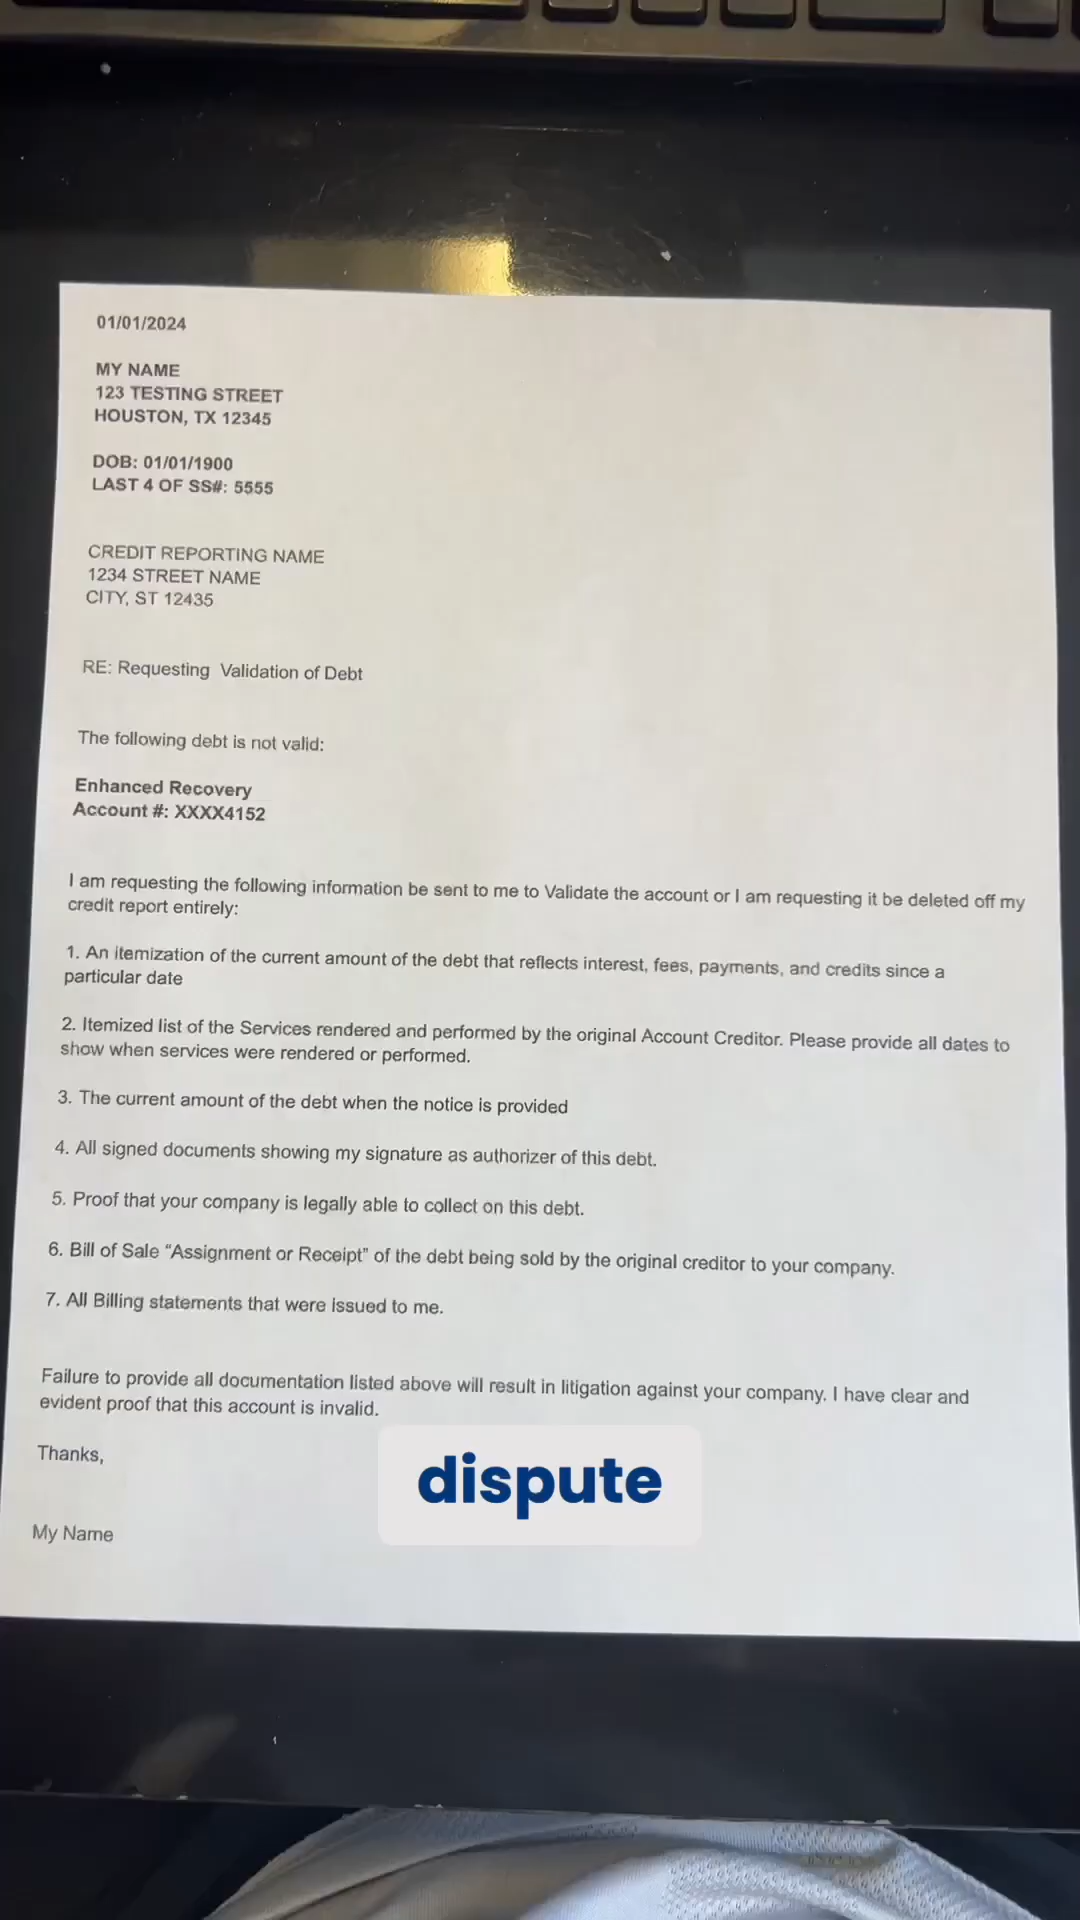 01/01/2024
MY NAME
123 TESTING STREET
HOUSTON, TX 12345
DOB: 01/01/1900
LAST 4 OF SS#: 5555
CREDIT REPORTING NAME
1234 STREET NAME
CITY, ST 12435
RE: Requesting  Validation of Debt
The following debt is not valid:
Enhanced Recovery
Account #: XXXX4152
I am requesting the following information be sent to me to Validate the account or I am requesting it be deleted off my
credit report entirely:
1. An itemization of the current amount of the debt that reflects interest, fees, payments, and credits since a
particular date
2. Itemized list of the Services rendered and performed by the original Account Creditor. Please provide all dates to
show when services were rendered or performed.
3. The current amount of the debt when the notice is provided
4. All signed documents showing my signature as authorizer of this debt.
5. Proof that your company is legally able to collect on this debt.
6. Bill of Sale “Assignment or Receipt” of the debt being sold by the original creditor to your company.
7. All Billing statements that were issued to me.
Failure to provide all documentation listed above will result in litigation against your company. I have clear and
evident proof that this account is invalid.
Thanks,
dispute
My Name